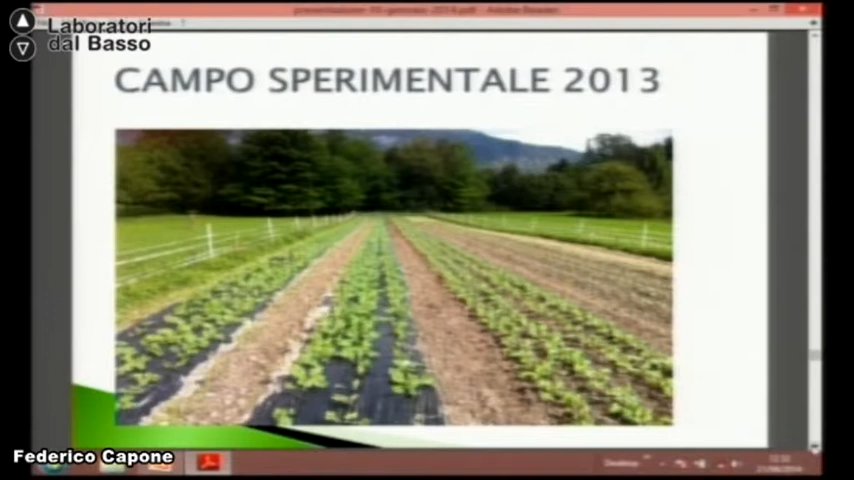 Laboratori
dal Basso
CAMPO SPERIMENTALE 2013
Federico Capone